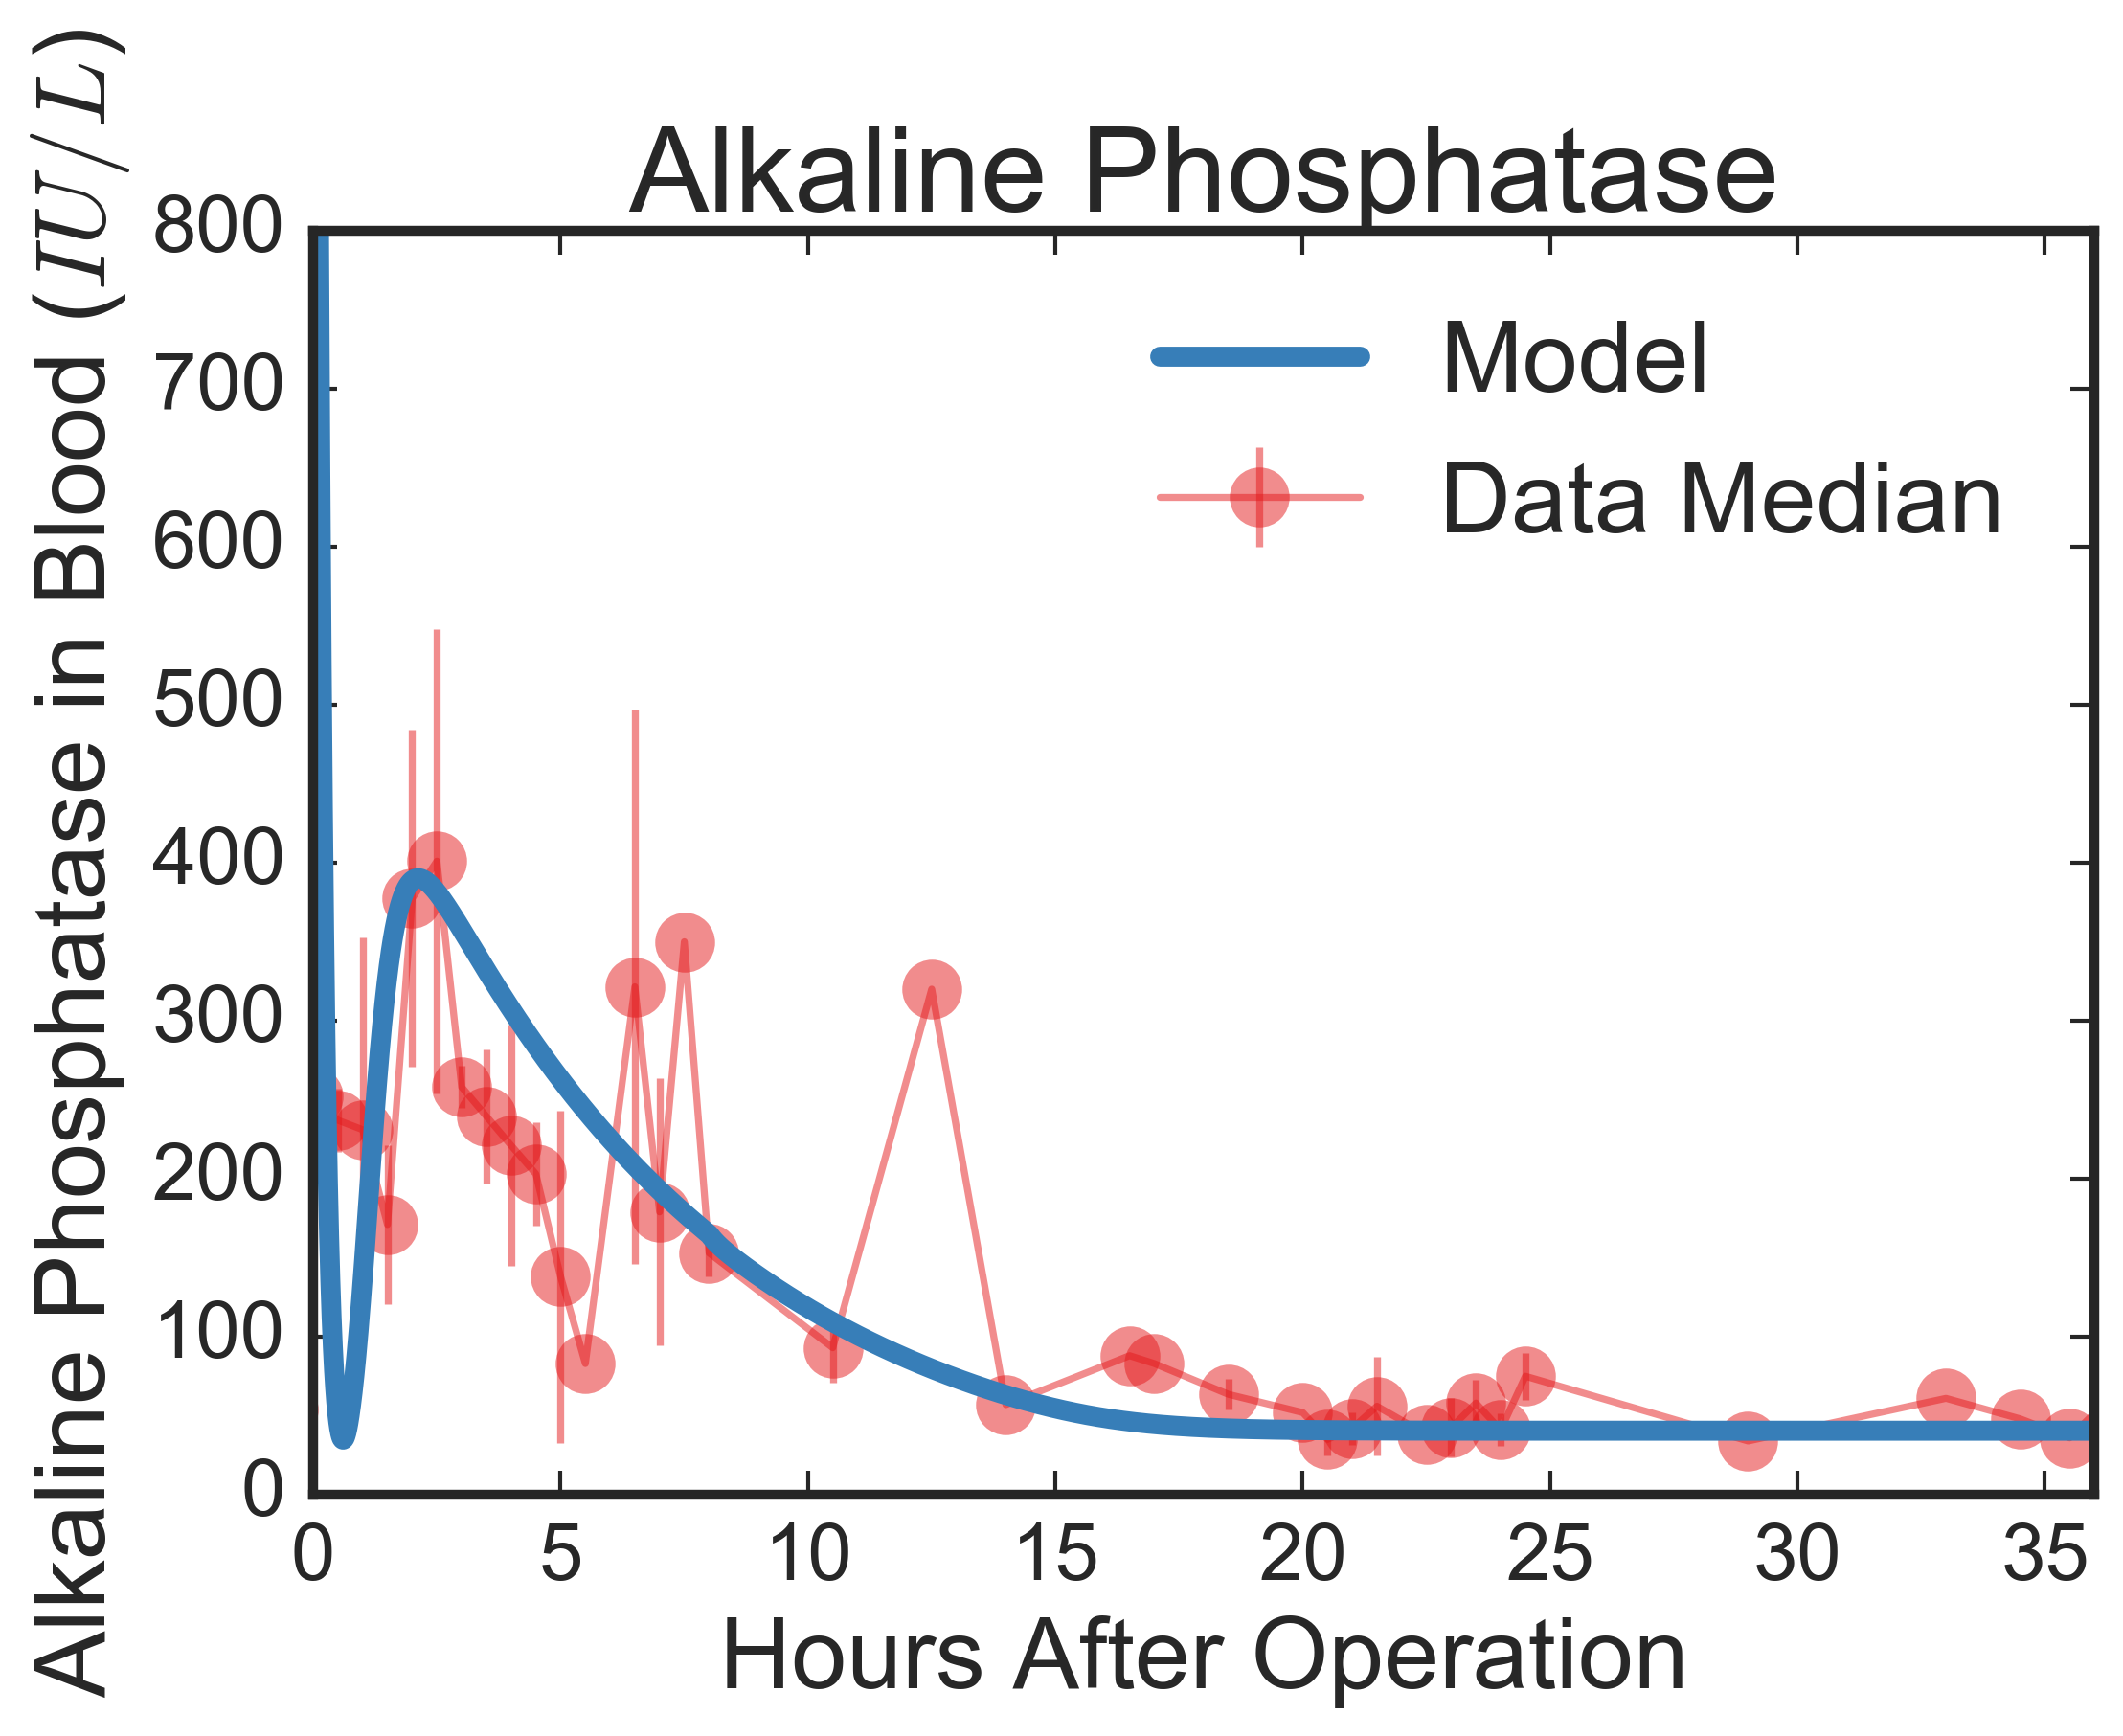 Alkaline Phosphatase
Alkaline Phosphatase in Blood (IU/L)
800
700
600
500
400
300
200
100
0
Model
Data Median
0 5 10 15 20 25 30 35
Hours After Operation